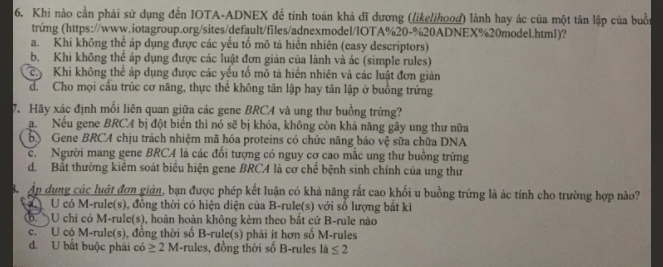 6. Khi nào cần phải sử dụng đến IOTA-ADNEX để tính toán khả dĩ dương (likelihood) lành hay ác của một tân lập của buồng
trứng (https://www.iotagroup.org/sites/default/files/adnexmodel/IOTA%20-%20ADNEX%20model.html)?
a. Khi không thể áp dụng được các yếu tố mô tả hiển nhiên (easy descriptors)
b. Khi không thể áp dụng được các luật đơn giản của lành và ác (simple rules)
c. Khi không thể áp dụng được các yếu tố mô tả hiển nhiên và các luật đơn giản
d. Cho mọi cấu trúc cơ năng, thực thể không tân lập hay tân lập ở buồng trứng
7. Hãy xác định mối liên quan giữa các gene BRCA và ung thư buồng trứng?
a. Nếu gene BRCA bị đột biến thì nó sẽ bị khóa, không còn khả năng gây ung thư nữa
b. Gene BRCA chịu trách nhiệm mã hóa proteins có chức năng bảo vệ sữa chữa DNA
c. Người mang gene BRCA là các đối tượng có nguy cơ cao mắc ung thư buồng trứng
d. Bất thường kiểm soát biểu hiện gene BRCA là cơ chế bệnh sinh chính của ung thư
8. Áp dụng các luật đơn giản, bạn được phép kết luận có khả năng rất cao khối u buồng trứng là ác tính cho trường hợp nào?
a. U có M-rule(s), đồng thời có hiện diện của B-rule(s) với số lượng bất kì
b. U chỉ có M-rule(s), hoàn hoàn không kèm theo bất cứ B-rule nào
c. U có M-rule(s), đồng thời số B-rule(s) phải ít hơn số M-rules
d. U bắt buộc phải có ≥ 2 M-rules, đồng thời số B-rules là ≤ 2